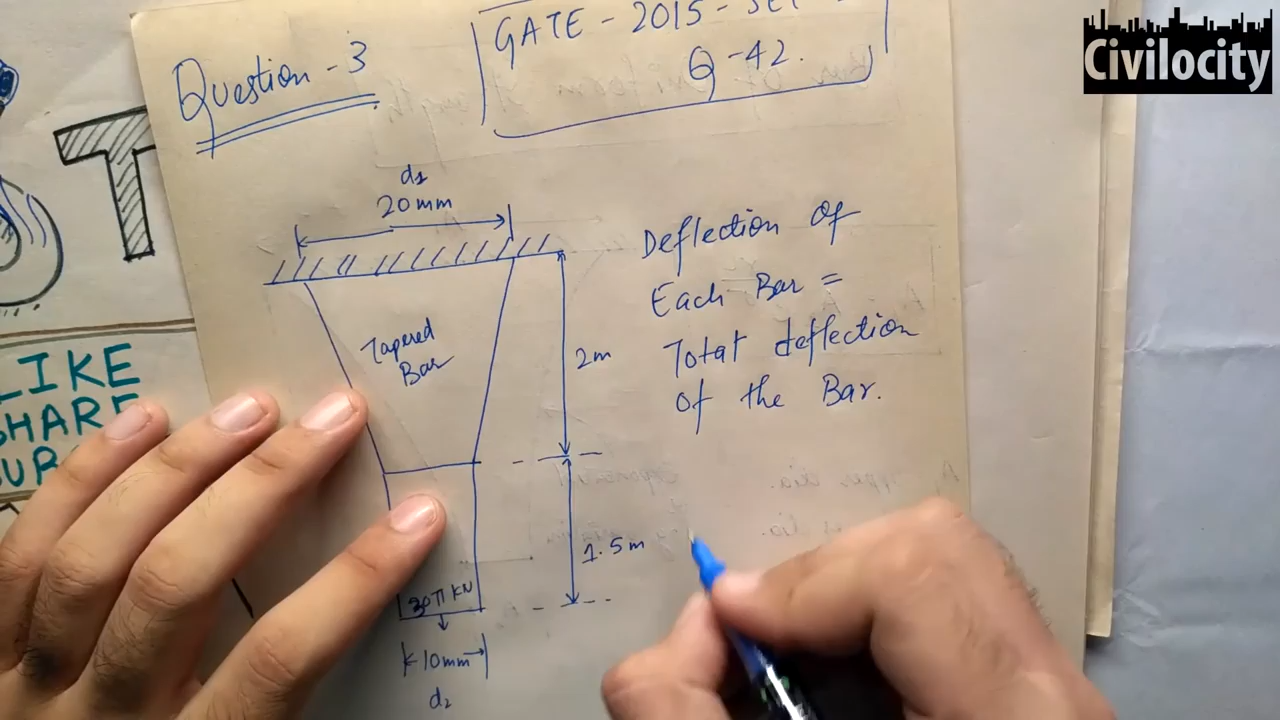 Civilocity
GATE - 2015 - SET
Q - 42.
Question - 3
T
d1
20mm
Tapered
Bar
2m
Deflection Of
Each Bar =
Total deflection
Of the Bar.
LIKE
SHARE
SUB
1.5m
30π KN
10mm
d2